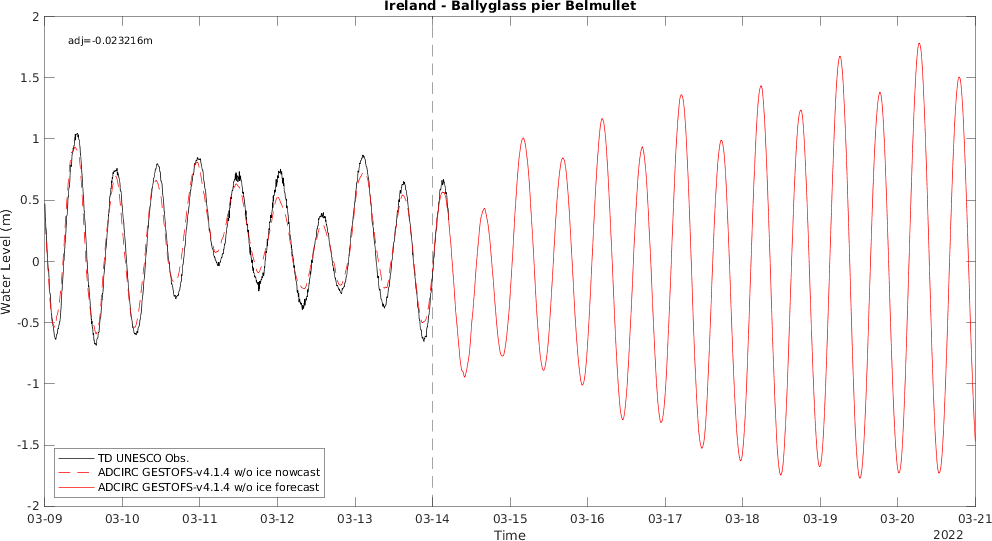 Ireland - Ballyglass pier Belmullet
adj=-0.023216m
2
1.5
1
0.5
0
-0.5
-1
-1.5
-2
Water Level (m)
TD UNESCO Obs.
ADCIRC GESTOFS-v4.1.4 w/o ice nowcast
ADCIRC GESTOFS-v4.1.4 w/o ice forecast
03-09 03-10 03-11 03-12 03-13 03-14 03-15 03-16 03-17 03-18 03-19 03-20 03-21
Time
2022